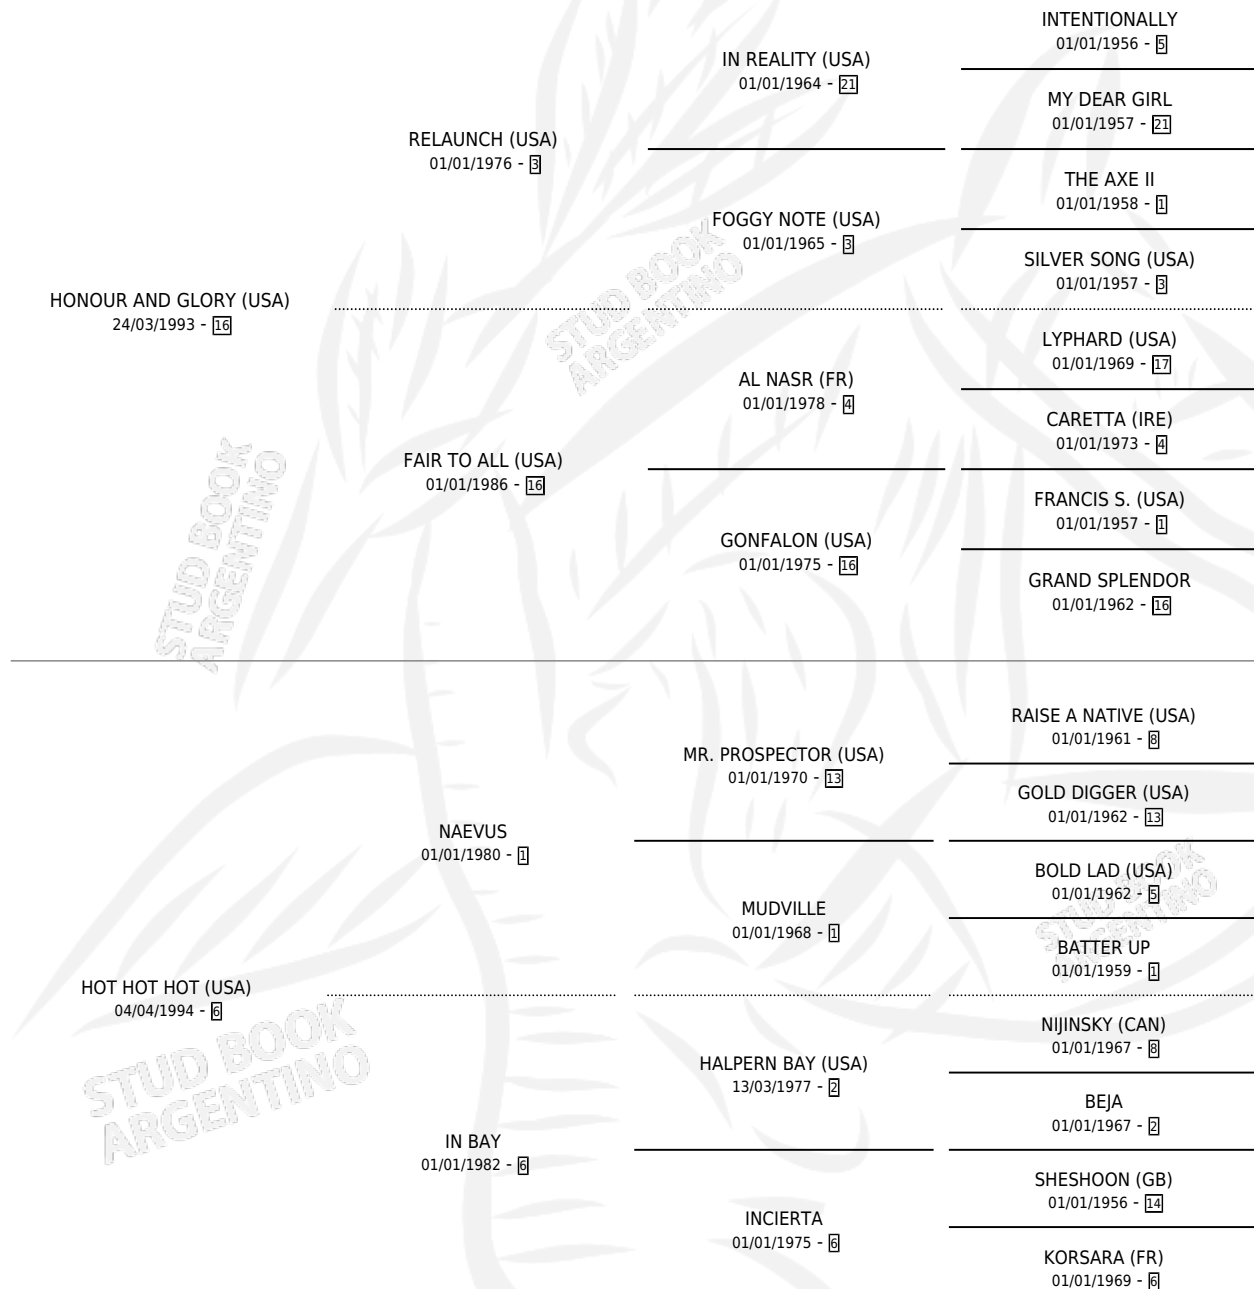 INTENTIONALLY
01/01/1956 - 5
IN REALITY (USA)
01/01/1964 - 21
MY DEAR GIRL
01/01/1957 - 21
RELAUNCH (USA)
01/01/1976 - 3
THE AXE II
01/01/1958 - 1
FOGGY NOTE (USA)
01/01/1965 - 3
SILVER SONG (USA)
01/01/1957 - 3
HONOUR AND GLORY (USA)
24/03/1993 - 16
LYPHARD (USA)
01/01/1969 - 17
AL NASR (FR)
01/01/1978 - 4
CARETTA (IRE)
01/01/1973 - 4
FAIR TO ALL (USA)
01/01/1986 - 16
FRANCIS S. (USA)
01/01/1957 - 1
GONFALON (USA)
01/01/1975 - 16
GRAND SPLENDOR
01/01/1962 - 16
RAISE A NATIVE (USA)
01/01/1961 - 8
MR. PROSPECTOR (USA)
01/01/1970 - 13
GOLD DIGGER (USA)
01/01/1962 - 13
NAEVUS
01/01/1980 - 1
BOLD LAD (USA)
01/01/1962 - 5
MUDVILLE
01/01/1968 - 1
BATTER UP
01/01/1959 - 1
HOT HOT HOT (USA)
04/04/1994 - 6
NIJINSKY (CAN)
01/01/1967 - 8
HALPERN BAY (USA)
13/03/1977 - 2
BEJA
01/01/1967 - 2
IN BAY
01/01/1982 - 6
SHESHOON (GB)
01/01/1956 - 14
INCIERTA
01/01/1975 - 6
KORSARA (FR)
01/01/1969 - 6
STUD BOOK
ARGENTINO
STUD BOOK
ARGENTINO
STUD BOOK
ARGENTINO
STUD BOOK
ARGENTINO